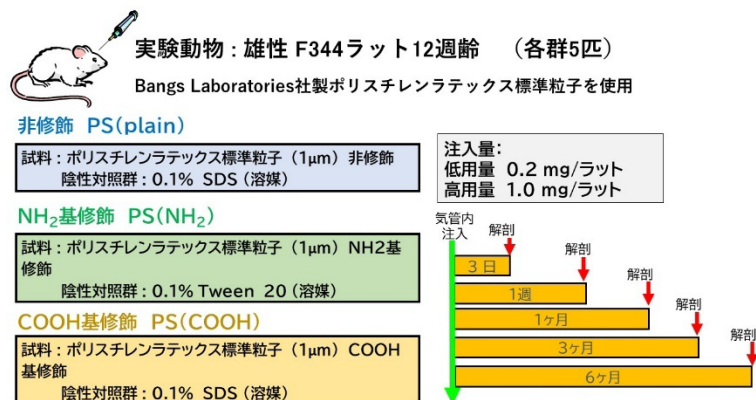 実験動物：雄性 F344ラット12週齢　（各群5匹）
Bangs Laboratories社製ポリスチレンラテックス標準粒子を使用
非修飾 PS(plain)
試料：ポリスチレンラテックス標準粒子（1μm）非修飾
陰性対照群：0.1% SDS（溶媒）
NH₂基修飾 PS(NH₂)
試料：ポリスチレンラテックス標準粒子（1μm）NH2基
修飾
陰性対照群：0.1% Tween 20（溶媒）
COOH基修飾 PS(COOH)
試料：ポリスチレンラテックス標準粒子（1μm）COOH
基修飾
陰性対照群：0.1% SDS（溶媒）
注入量：
低用量 0.2 mg/ラット
高用量 1.0 mg/ラット
気管内
注入
解剖
3 日
解剖
1週
解剖
1ヶ月
解剖
3ヶ月
解剖
6ヶ月